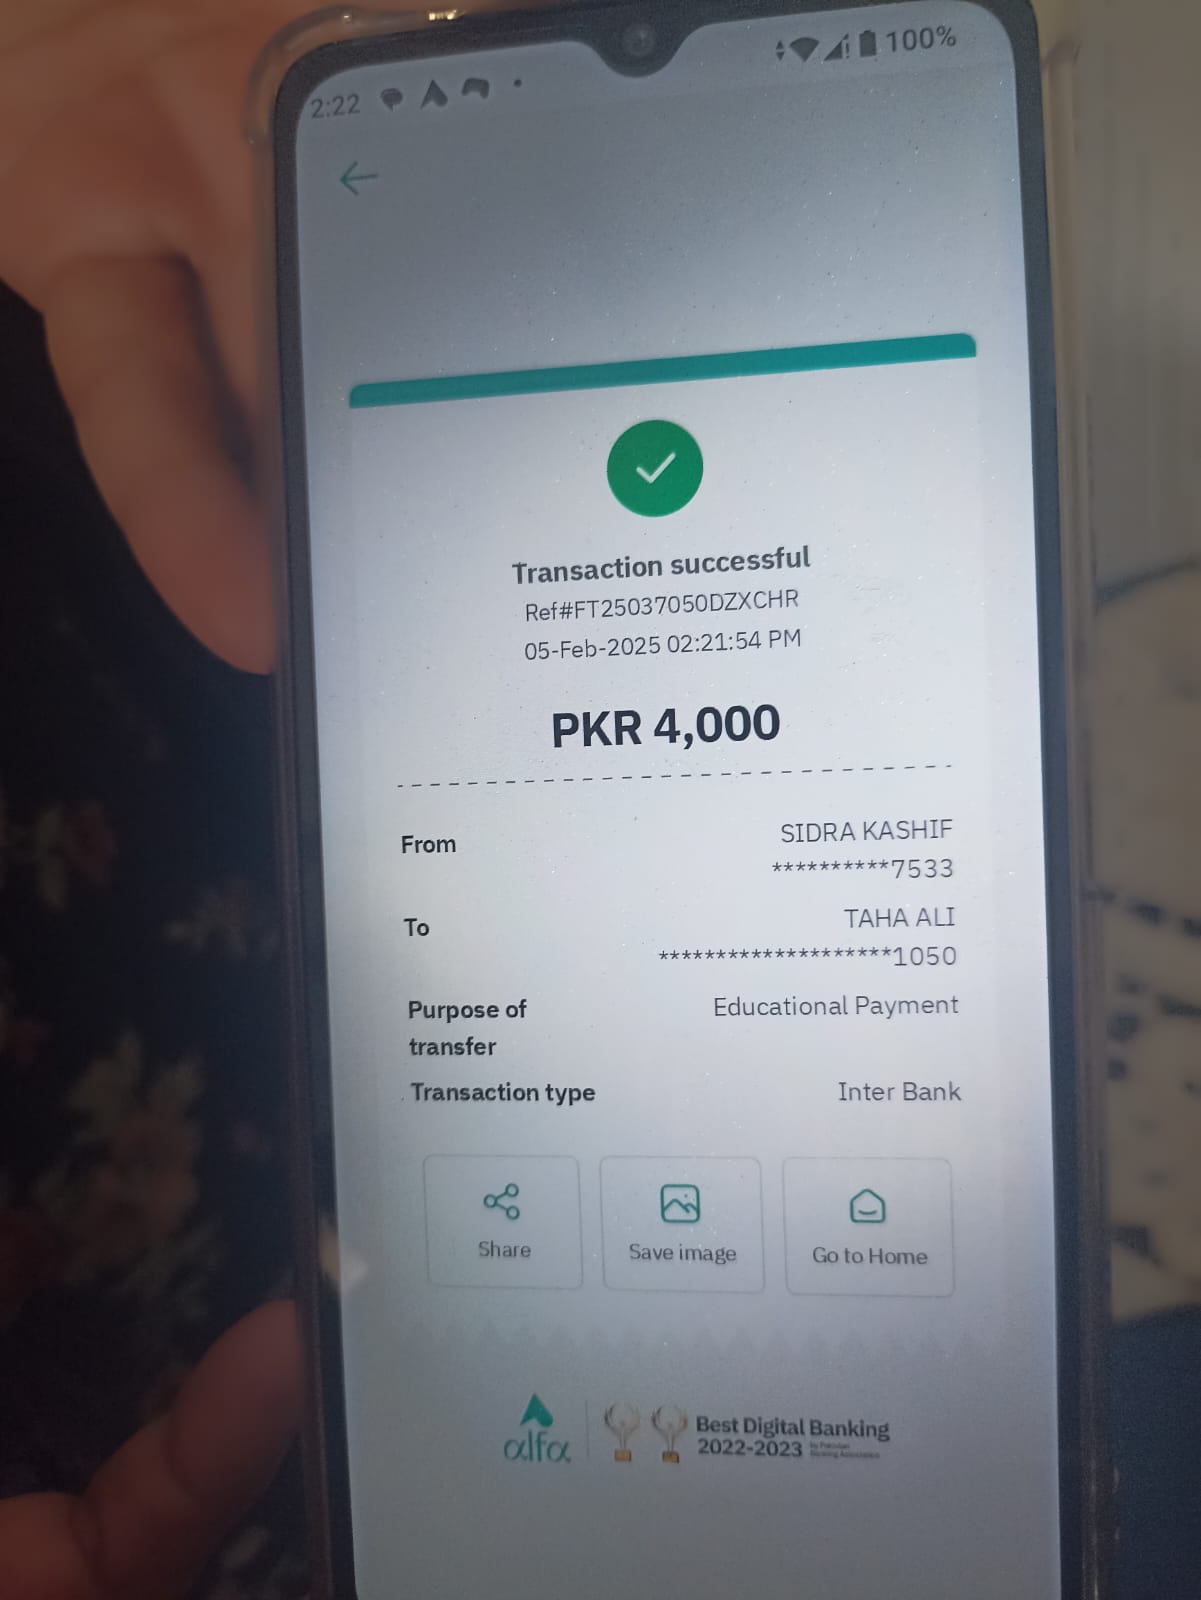 2:22
100%
Transaction successful
Ref#FT25037050DZXCHR
05-Feb-2025 02:21:54 PM
PKR 4,000
From
SIDRA KASHIF
**********7533
To
TAHA ALI
********************1050
Purpose of
transfer
Educational Payment
Transaction type
Inter Bank
Share
Save image
Go to Home
alfa
Best Digital Banking
2022-2023